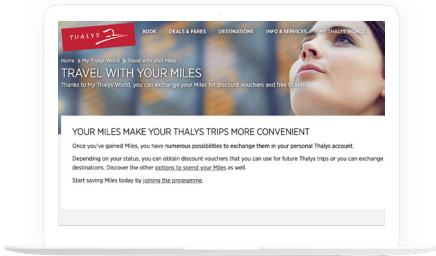 THALYS
BOOK DEALS & FARES DESTINATIONS INFO & SERVICES MY THALYS WORLD
Home > My Thalys World > Travel with your Miles
TRAVEL WITH YOUR MILES
Thanks to My Thalys World, you can exchange your Miles for discount vouchers and free tickets.
YOUR MILES MAKE YOUR THALYS TRIPS MORE CONVENIENT
Once you've gained Miles, you have numerous possibilities to exchange them in your personal Thalys account.
Depending on your status, you can obtain discount vouchers that you can use for future Thalys trips or you can exchange
destinations. Discover the other options to spend your Miles as well.
Start saving Miles today by joining the programme.